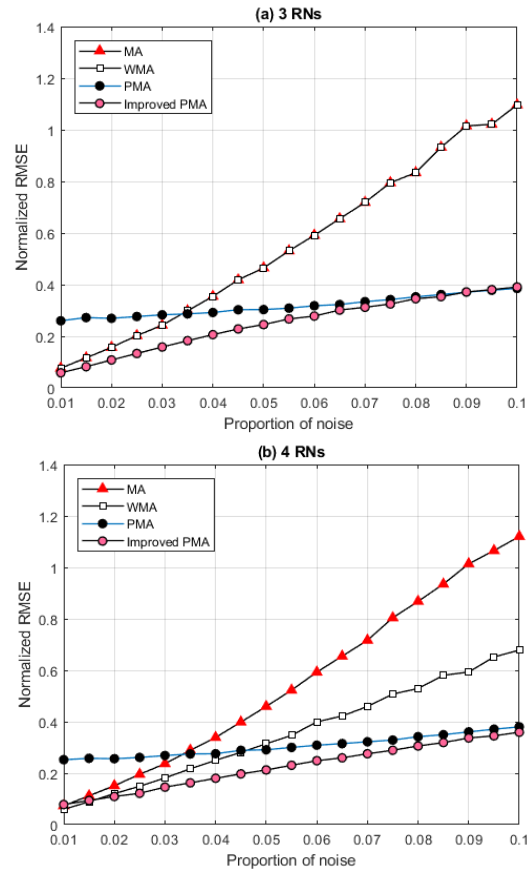 (a) 3 RNs
MA
WMA
PMA
Improved PMA
1.4
1.2
1
0.8
0.6
0.4
0.2
0
Normalized RMSE
0.01 0.02 0.03 0.04 0.05 0.06 0.07 0.08 0.09 0.1
Proportion of noise
(b) 4 RNs
MA
WMA
PMA
Improved PMA
1.4
1.2
1
0.8
0.6
0.4
0.2
0
Normalized RMSE
0.01 0.02 0.03 0.04 0.05 0.06 0.07 0.08 0.09 0.1
Proportion of noise